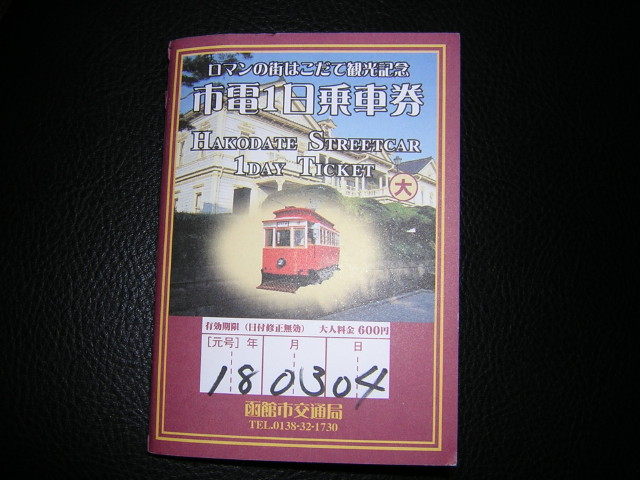 ロマンの街はこだて観光記念
市電1日乗車券
HAKODATE STREETCAR
1DAY TICKET
大
有効期限（日付修正無効） 大人料金600円
[元号]年 月 日
18 03 04
函館市交通局
TEL.0138-32-1730